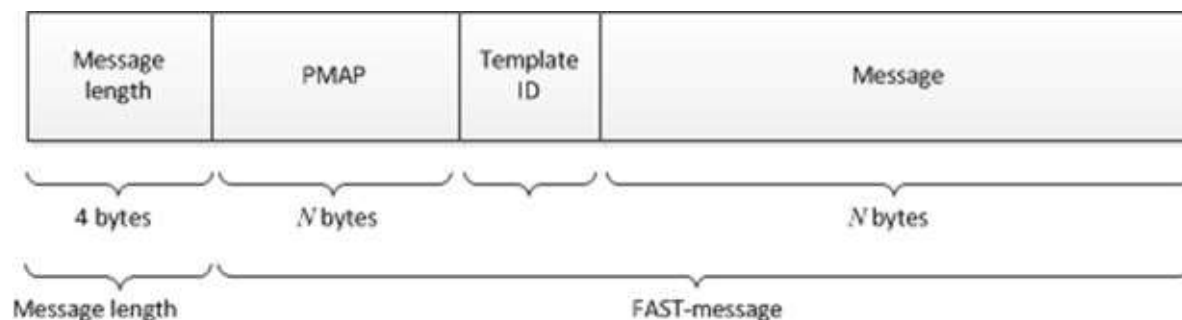 Message
length
PMAP
Template
ID
Message
4 bytes
N bytes
N bytes
Message length
FAST-message